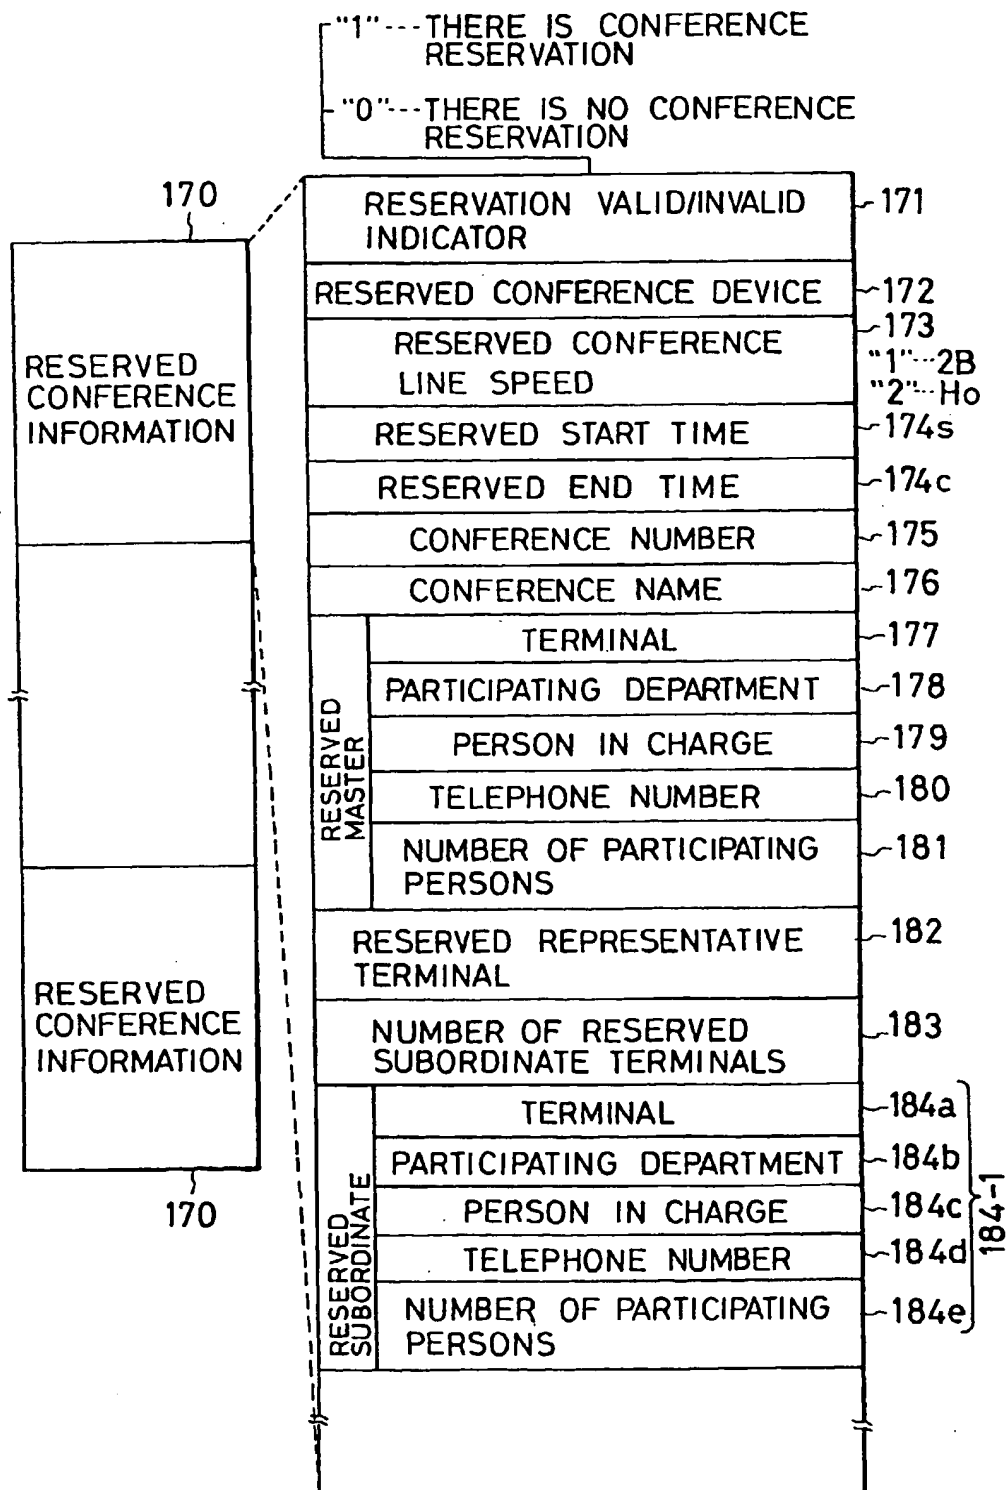 "1"---THERE IS CONFERENCE
RESERVATION
"0"---THERE IS NO CONFERENCE
RESERVATION
170
RESERVED
CONFERENCE
INFORMATION
RESERVED
CONFERENCE
INFORMATION
170
RESERVATION VALID/INVALID
INDICATOR
171
RESERVED CONFERENCE DEVICE
172
RESERVED CONFERENCE
LINE SPEED
173
"1"---2B
"2"---Ho
RESERVED START TIME
174s
RESERVED END TIME
174c
CONFERENCE NUMBER
175
CONFERENCE NAME
176
RESERVED
MASTER
TERMINAL
177
PARTICIPATING DEPARTMENT
178
PERSON IN CHARGE
179
TELEPHONE NUMBER
180
NUMBER OF PARTICIPATING
PERSONS
181
RESERVED REPRESENTATIVE
TERMINAL
182
NUMBER OF RESERVED
SUBORDINATE TERMINALS
183
RESERVED
SUBORDINATE
TERMINAL
184a
PARTICIPATING DEPARTMENT
184b
PERSON IN CHARGE
184c
TELEPHONE NUMBER
184d
NUMBER OF PARTICIPATING
PERSONS
184e
184-1